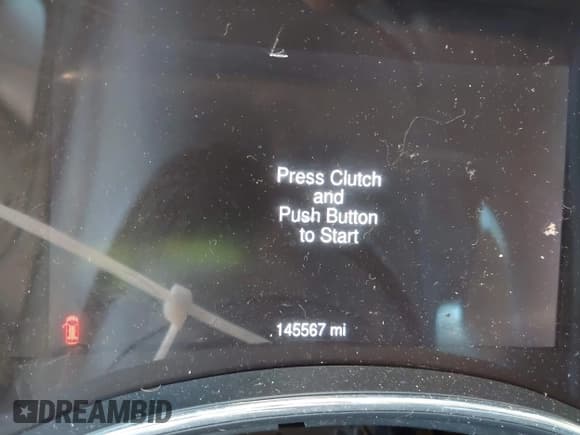 Press Clutch
and
Push Button
to Start
145567 mi
DREAMBID